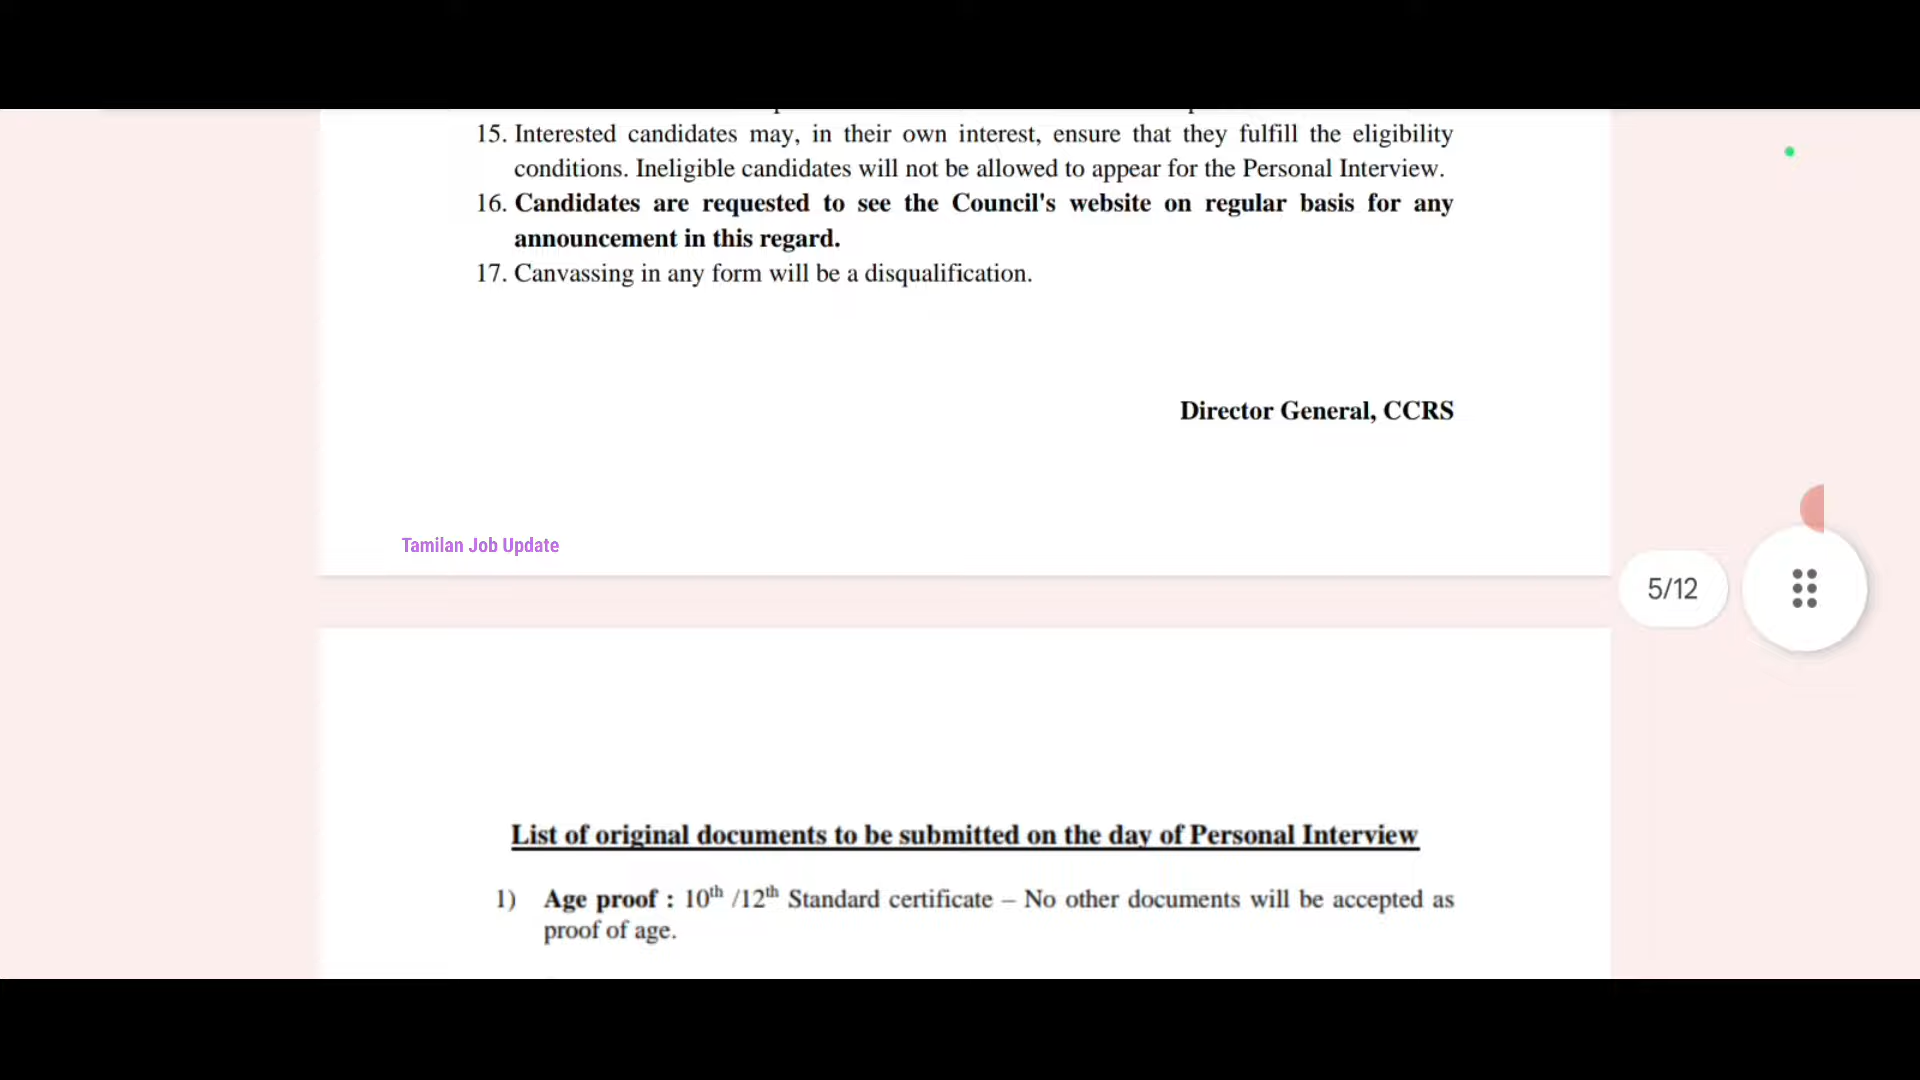 15. Interested candidates may, in their own interest, ensure that they fulfill the eligibility
conditions. Ineligible candidates will not be allowed to appear for the Personal Interview.
16. Candidates are requested to see the Council's website on regular basis for any
announcement in this regard.
17. Canvassing in any form will be a disqualification.
Director General, CCRS
Tamilan Job Update
5/12
List of original documents to be submitted on the day of Personal Interview
1) Age proof : 10th /12th Standard certificate – No other documents will be accepted as
proof of age.